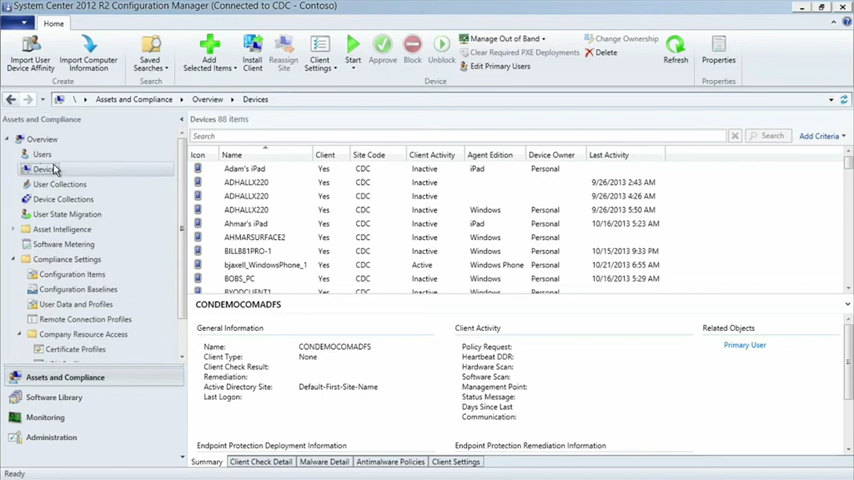 System Center 2012 R2 Configuration Manager (Connected to CDC - Contoso)
Home
Import User Device Affinity
Import Computer Information
Saved Searches
Add Selected Items
Install Client
Reassign Site
Client Settings
Start
Approve
Block
Unblock
Manage Out of Band
Clear Required PXE Deployments
Edit Primary Users
Change Ownership
Delete
Refresh
Properties
Create
Search
Device
Properties
\ Assets and Compliance Overview Devices
Assets and Compliance
Overview
Users
User Collections
Device Collections
User State Migration
Asset Intelligence
Software Metering
Compliance Settings
Configuration Items
Configuration Baselines
User Data and Profiles
Remote Connection Profiles
Company Resource Access
Certificate Profiles
Assets and Compliance
Software Library
Monitoring
Administration
Devices 88 items
Search
Search
Add Criteria
Icon Name Client Site Code Client Activity Agent Edition Device Owner Last Activity
Adam's iPad Yes CDC Inactive iPad Personal
ADHALLX220 Yes CDC Inactive 9/26/2013 2:43 AM
ADHALLX220 Yes CDC Inactive 9/26/2013 4:26 AM
ADHALLX220 Yes CDC Inactive Windows Personal 9/26/2013 5:50 AM
Ahmar's iPad Yes CDC Inactive iPad Personal 10/16/2013 5:23 AM
AHMARSURFACE2 Yes CDC Inactive Windows Personal
BILL881PRO-1 Yes CDC Inactive Windows Personal 10/15/2013 9:33 PM
bjaxell_WindowsPhone_1 Yes CDC Active Windows Phone Personal 10/21/2013 6:55 AM
BOBS_PC Yes CDC Inactive Windows Personal 10/16/2013 5:29 AM
BYODCLIENT1 Yes CDC Inactive Windows Personal
CONDEMOCOMADFS
General Information
Name: CONDEMOCOMADFS
Client Type: None
Client Check Result:
Remediation:
Active Directory Site: Default-First-Site-Name
Last Logon:
Client Activity
Policy Request:
Heartbeat DDR:
Hardware Scan:
Software Scan:
Management Point:
Status Message:
Days Since Last Communication:
Related Objects
Primary User
Endpoint Protection Deployment Information
Endpoint Protection Remediation Information
Summary Client Check Detail Malware Detail Antimalware Policies Client Settings
Ready